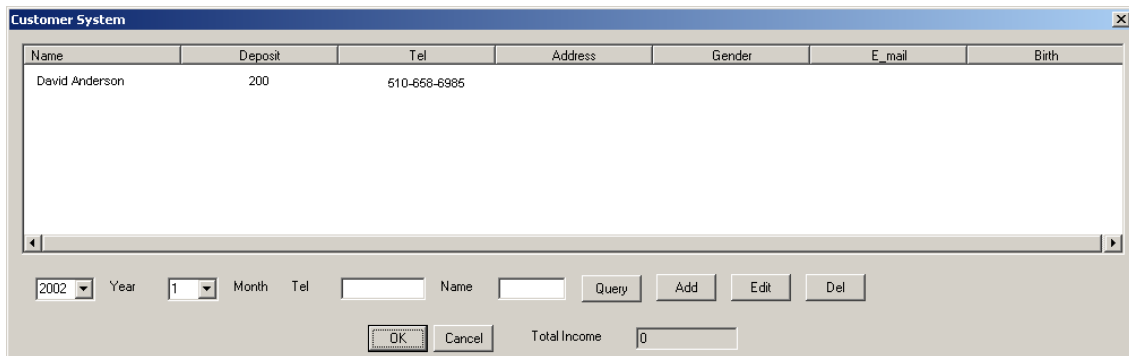 Customer System
Name Deposit Tel Address Gender E_mail Birth
David Anderson 200 510-658-6985
2002 Year 1 Month Tel Name Query Add Edit Del
OK Cancel Total Income 0